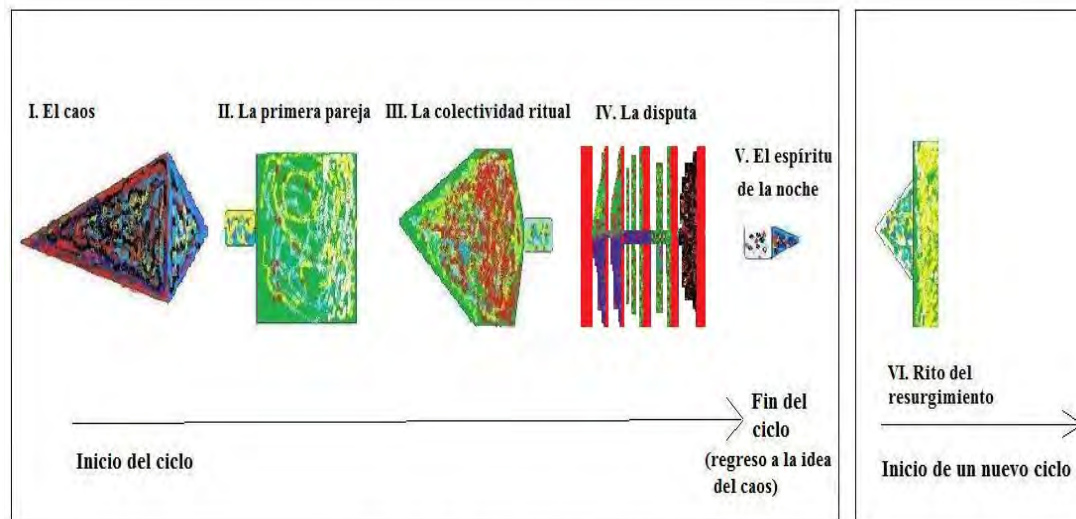 I. El caos
II. La primera pareja
III. La colectividad ritual
IV. La disputa
V. El espíritu
de la noche
VI. Rito del
resurgimiento
Inicio del ciclo
Fin del
ciclo
(regreso a la idea
del caos)
Inicio de un nuevo ciclo